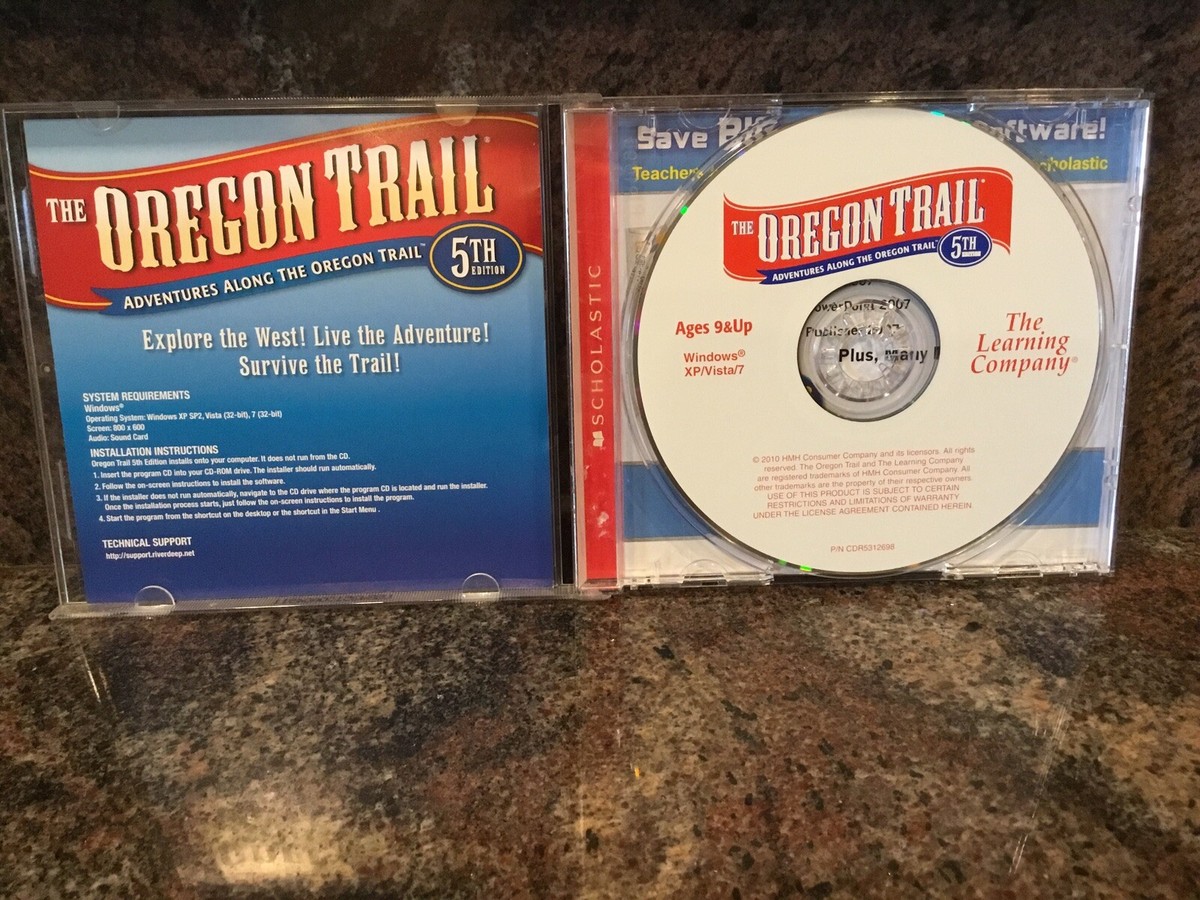 THE OREGON TRAIL®
ADVENTURES ALONG THE OREGON TRAIL™
5TH
EDITION
Explore the West! Live the Adventure!
Survive the Trail!
SYSTEM REQUIREMENTS
Windows®
Operating System: Windows XP SP2, Vista (32-bit), 7 (32-bit)
Screen: 800 x 600
Audio: Sound Card
INSTALLATION INSTRUCTIONS
Oregon Trail 5th Edition installs onto your computer. It does not run from the CD.
1. Insert the program CD into your CD-ROM drive. The installer should run automatically.
2. Follow the on-screen instructions to install the software.
3. If the installer does not run automatically, navigate to the CD drive where the program CD is located and run the installer.
Once the installation process starts, just follow the on-screen instructions to install the program.
4. Start the program from the shortcut on the desktop or the shortcut in the Start Menu .
TECHNICAL SUPPORT
http://support.riverdeep.net
SCHOLASTIC
Save
Teachers
THE OREGON TRAIL®
ADVENTURES ALONG THE OREGON TRAIL™
5TH
EDITION
PowerPoint 2007
Plus, Many
Ages 9&Up
Windows®
XP/Vista/7
The
Learning
Company®
© 2010 HMH Consumer Company and its licensors. All rights
reserved. The Oregon Trail and The Learning Company
are registered trademarks of HMH Consumer Company. All
other trademarks are the property of their respective owners.
USE OF THIS PRODUCT IS SUBJECT TO CERTAIN
RESTRICTIONS AND LIMITATIONS OF WARRANTY
UNDER THE LICENSE AGREEMENT CONTAINED HEREIN.
P/N CDR5312698